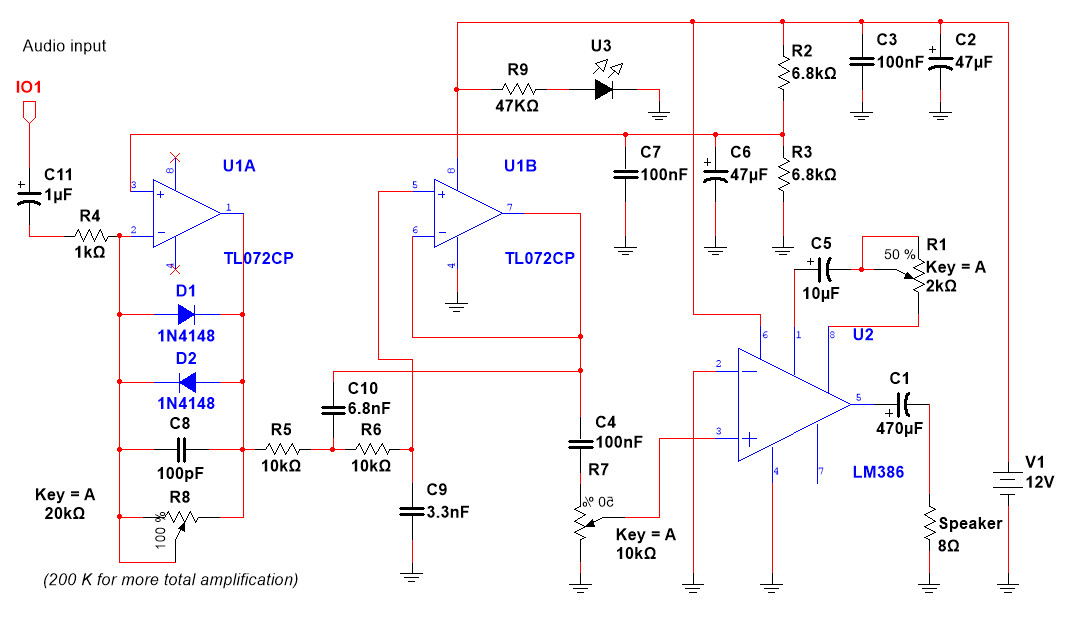 Audio input
IO1
C11
1µF
R4
1kΩ
3
2
8
4
1
U1A
TL072CP
D1
1N4148
D2
1N4148
C8
100pF
Key = A
20kΩ
R8
100 %
(200 K for more total amplification)
R5
10kΩ
C10
6.8nF
R6
10kΩ
C9
3.3nF
R9
47KΩ
U3
5
6
8
4
7
U1B
TL072CP
C4
100nF
R7
50 %
Key = A
10kΩ
C7
100nF
C6
47µF
R2
6.8kΩ
R3
6.8kΩ
C3
100nF
C2
47µF
C5
10µF
50 %
R1
Key = A
2kΩ
U2
6
1
8
2
3
5
4
7
LM386
C1
470µF
Speaker
8Ω
V1
12V